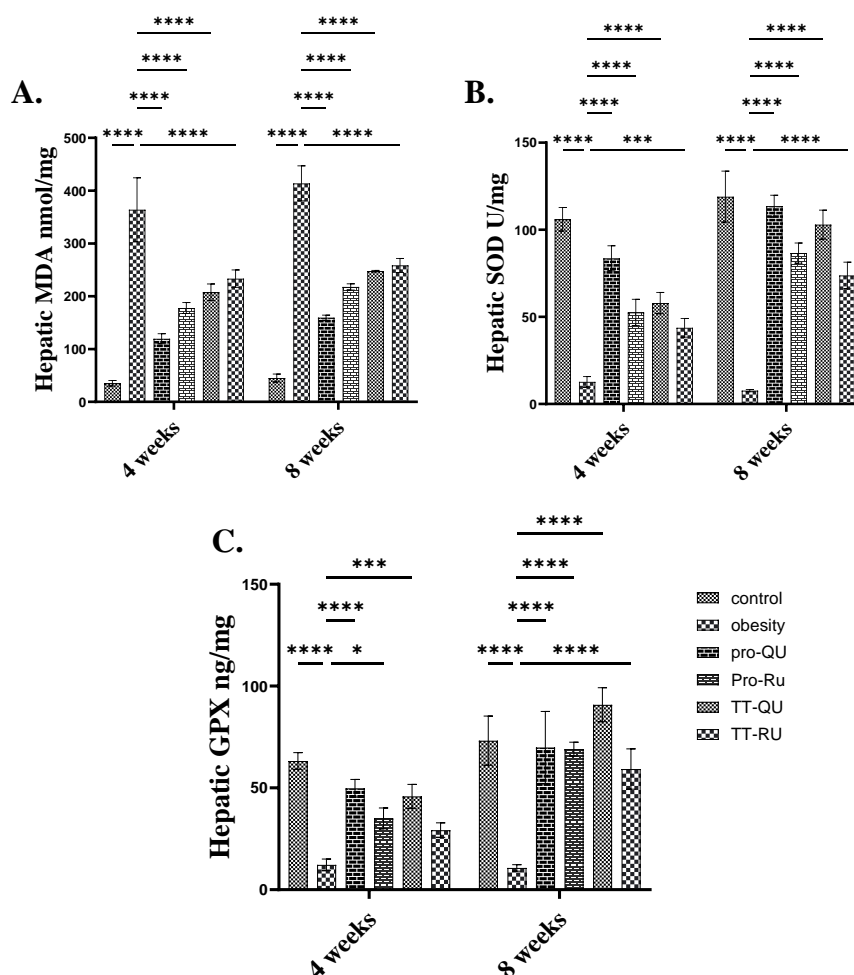 A.
****
****
****
****
****
****
****
****
****
****
Hepatic MDA nmol/mg
500
400
300
200
100
0
4 weeks
8 weeks
B.
****
****
****
****
****
****
****
***
****
****
Hepatic SOD U/mg
150
100
50
0
4 weeks
8 weeks
C.
****
***
****
****
****
****
*
****
****
Hepatic GPX ng/mg
150
100
50
0
4 weeks
8 weeks
control
obesity
pro-QU
Pro-Ru
TT-QU
TT-RU